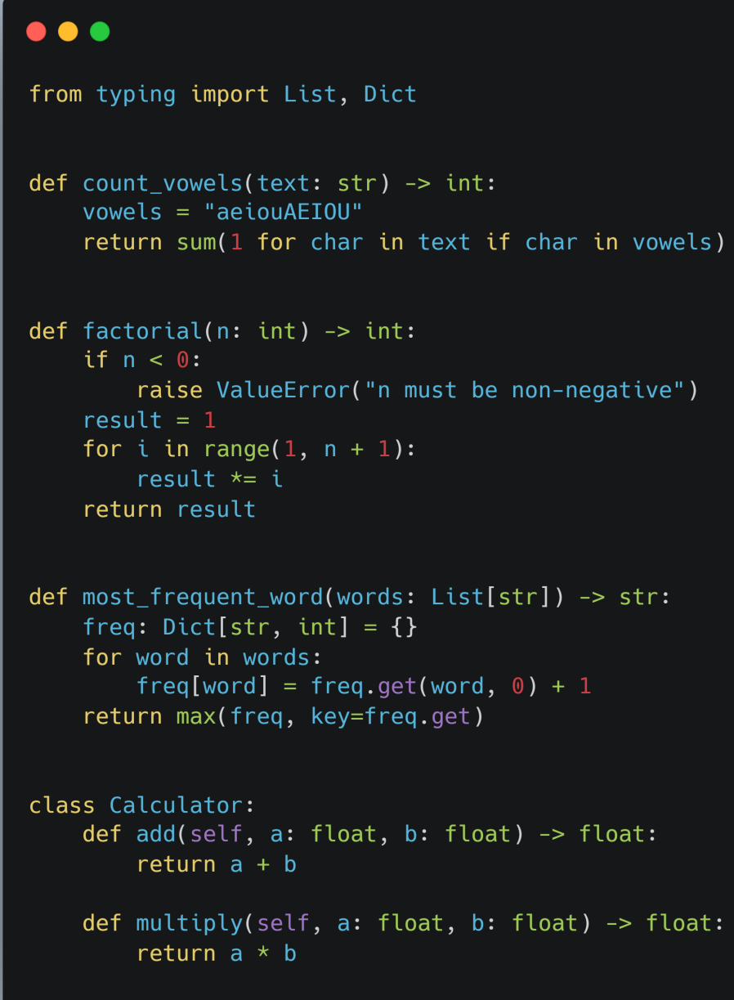 from typing import List, Dict
def count_vowels(text: str) -> int:
    vowels = "aeiouAEIOU"
    return sum(1 for char in text if char in vowels)
def factorial(n: int) -> int:
    if n < 0:
        raise ValueError("n must be non-negative")
    result = 1
    for i in range(1, n + 1):
        result *= i
    return result
def most_frequent_word(words: List[str]) -> str:
    freq: Dict[str, int] = {}
    for word in words:
        freq[word] = freq.get(word, 0) + 1
    return max(freq, key=freq.get)
class Calculator:
    def add(self, a: float, b: float) -> float:
        return a + b
    def multiply(self, a: float, b: float) -> float:
        return a * b